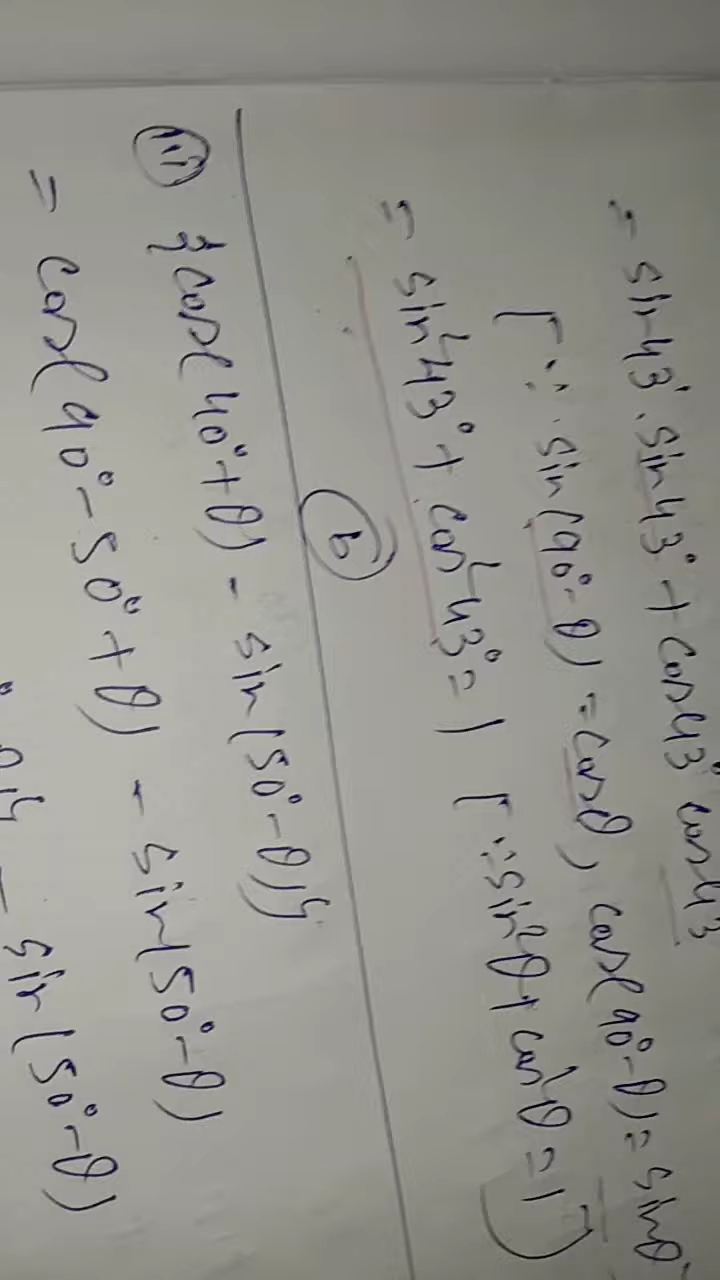 = sin43°. sin43° + cos43° cos43
[∵ sin(90°-θ) = cosθ, cos(90°-θ) = sinθ
= sin²43° + cos²43° = 1 [∵ sin²θ + cos²θ = 1]
(b)
(iii) {cos(40°+θ) - sin(50°-θ)}
= cos(90°-50°+θ) - sin(50°-θ)
- sin(50°-θ)